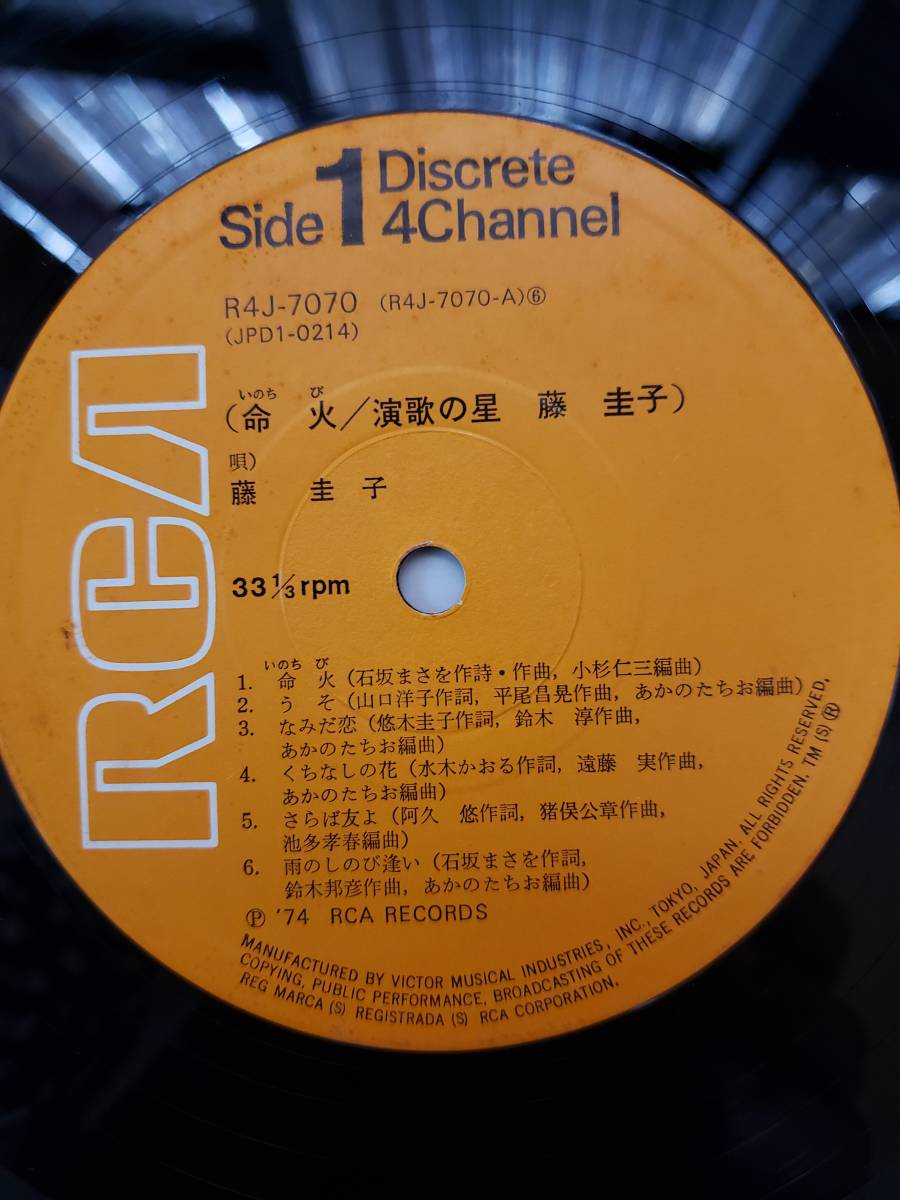 Side 1 Discrete 4Channel
R4J-7070 (R4J-7070-A)⑥
(JPD1-0214)
いのち び
(命 火/演歌の星 藤 圭子)
唄)
藤 圭 子
33 1/3 rpm
RCA
いのち び
1. 命 火 (石坂まさを作詩・作曲, 小杉仁三編曲)
2. う そ (山口洋子作詞, 平尾昌晃作曲, あかのたちお編曲)
3. なみだ恋 (悠木圭子作詞, 鈴木 淳作曲,
あかのたちお編曲)
4. くちなしの花 (水木かおる作詞, 遠藤 実作曲,
あかのたちお編曲)
5. さらば友よ (阿久 悠作詞, 猪俣公章作曲,
池多孝春編曲)
6. 雨のしのび逢い (石坂まさを作詞,
鈴木邦彦作曲, あかのたちお編曲)
Ⓟ '74 RCA RECORDS
MANUFACTURED BY VICTOR MUSICAL INDUSTRIES, INC., TOKYO, JAPAN. ALL RIGHTS RESERVED.
COPYING, PUBLIC PERFORMANCE, BROADCASTING OF THESE RECORDS ARE FORBIDDEN. TM (S) ®
REG MARCA (S) REGISTRADA (S) RCA CORPORATION.